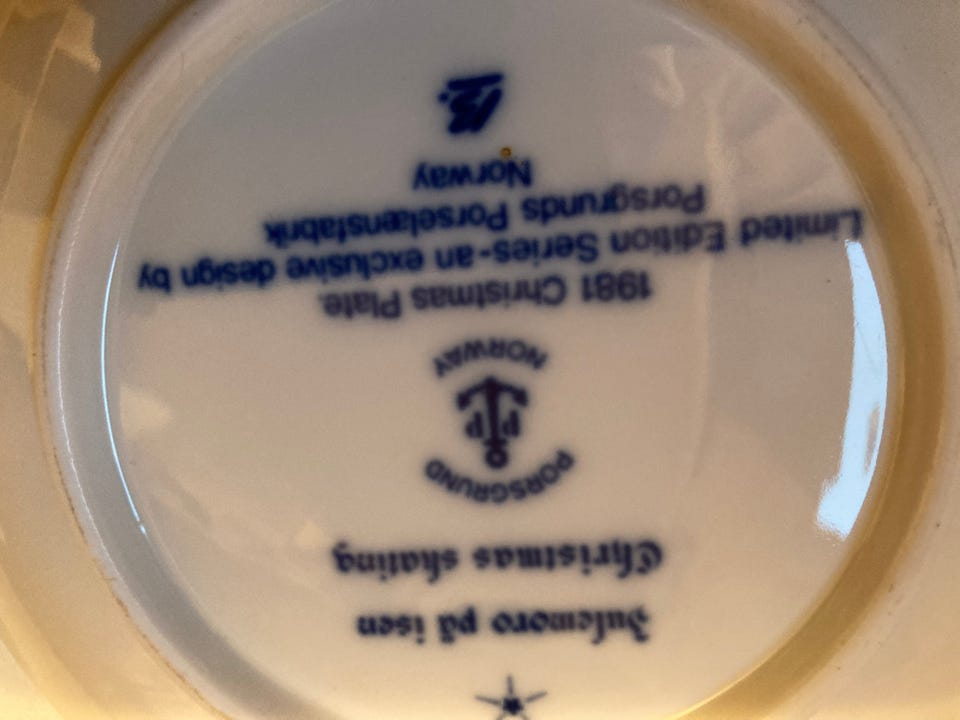 Julemoro på isen
Christmas skating
PORSGRUND
PP
NORWAY
1981 Christmas Plate.
Limited Edition Series-an exclusive design by
Porsgrunds Porselænsfabrik
Norway